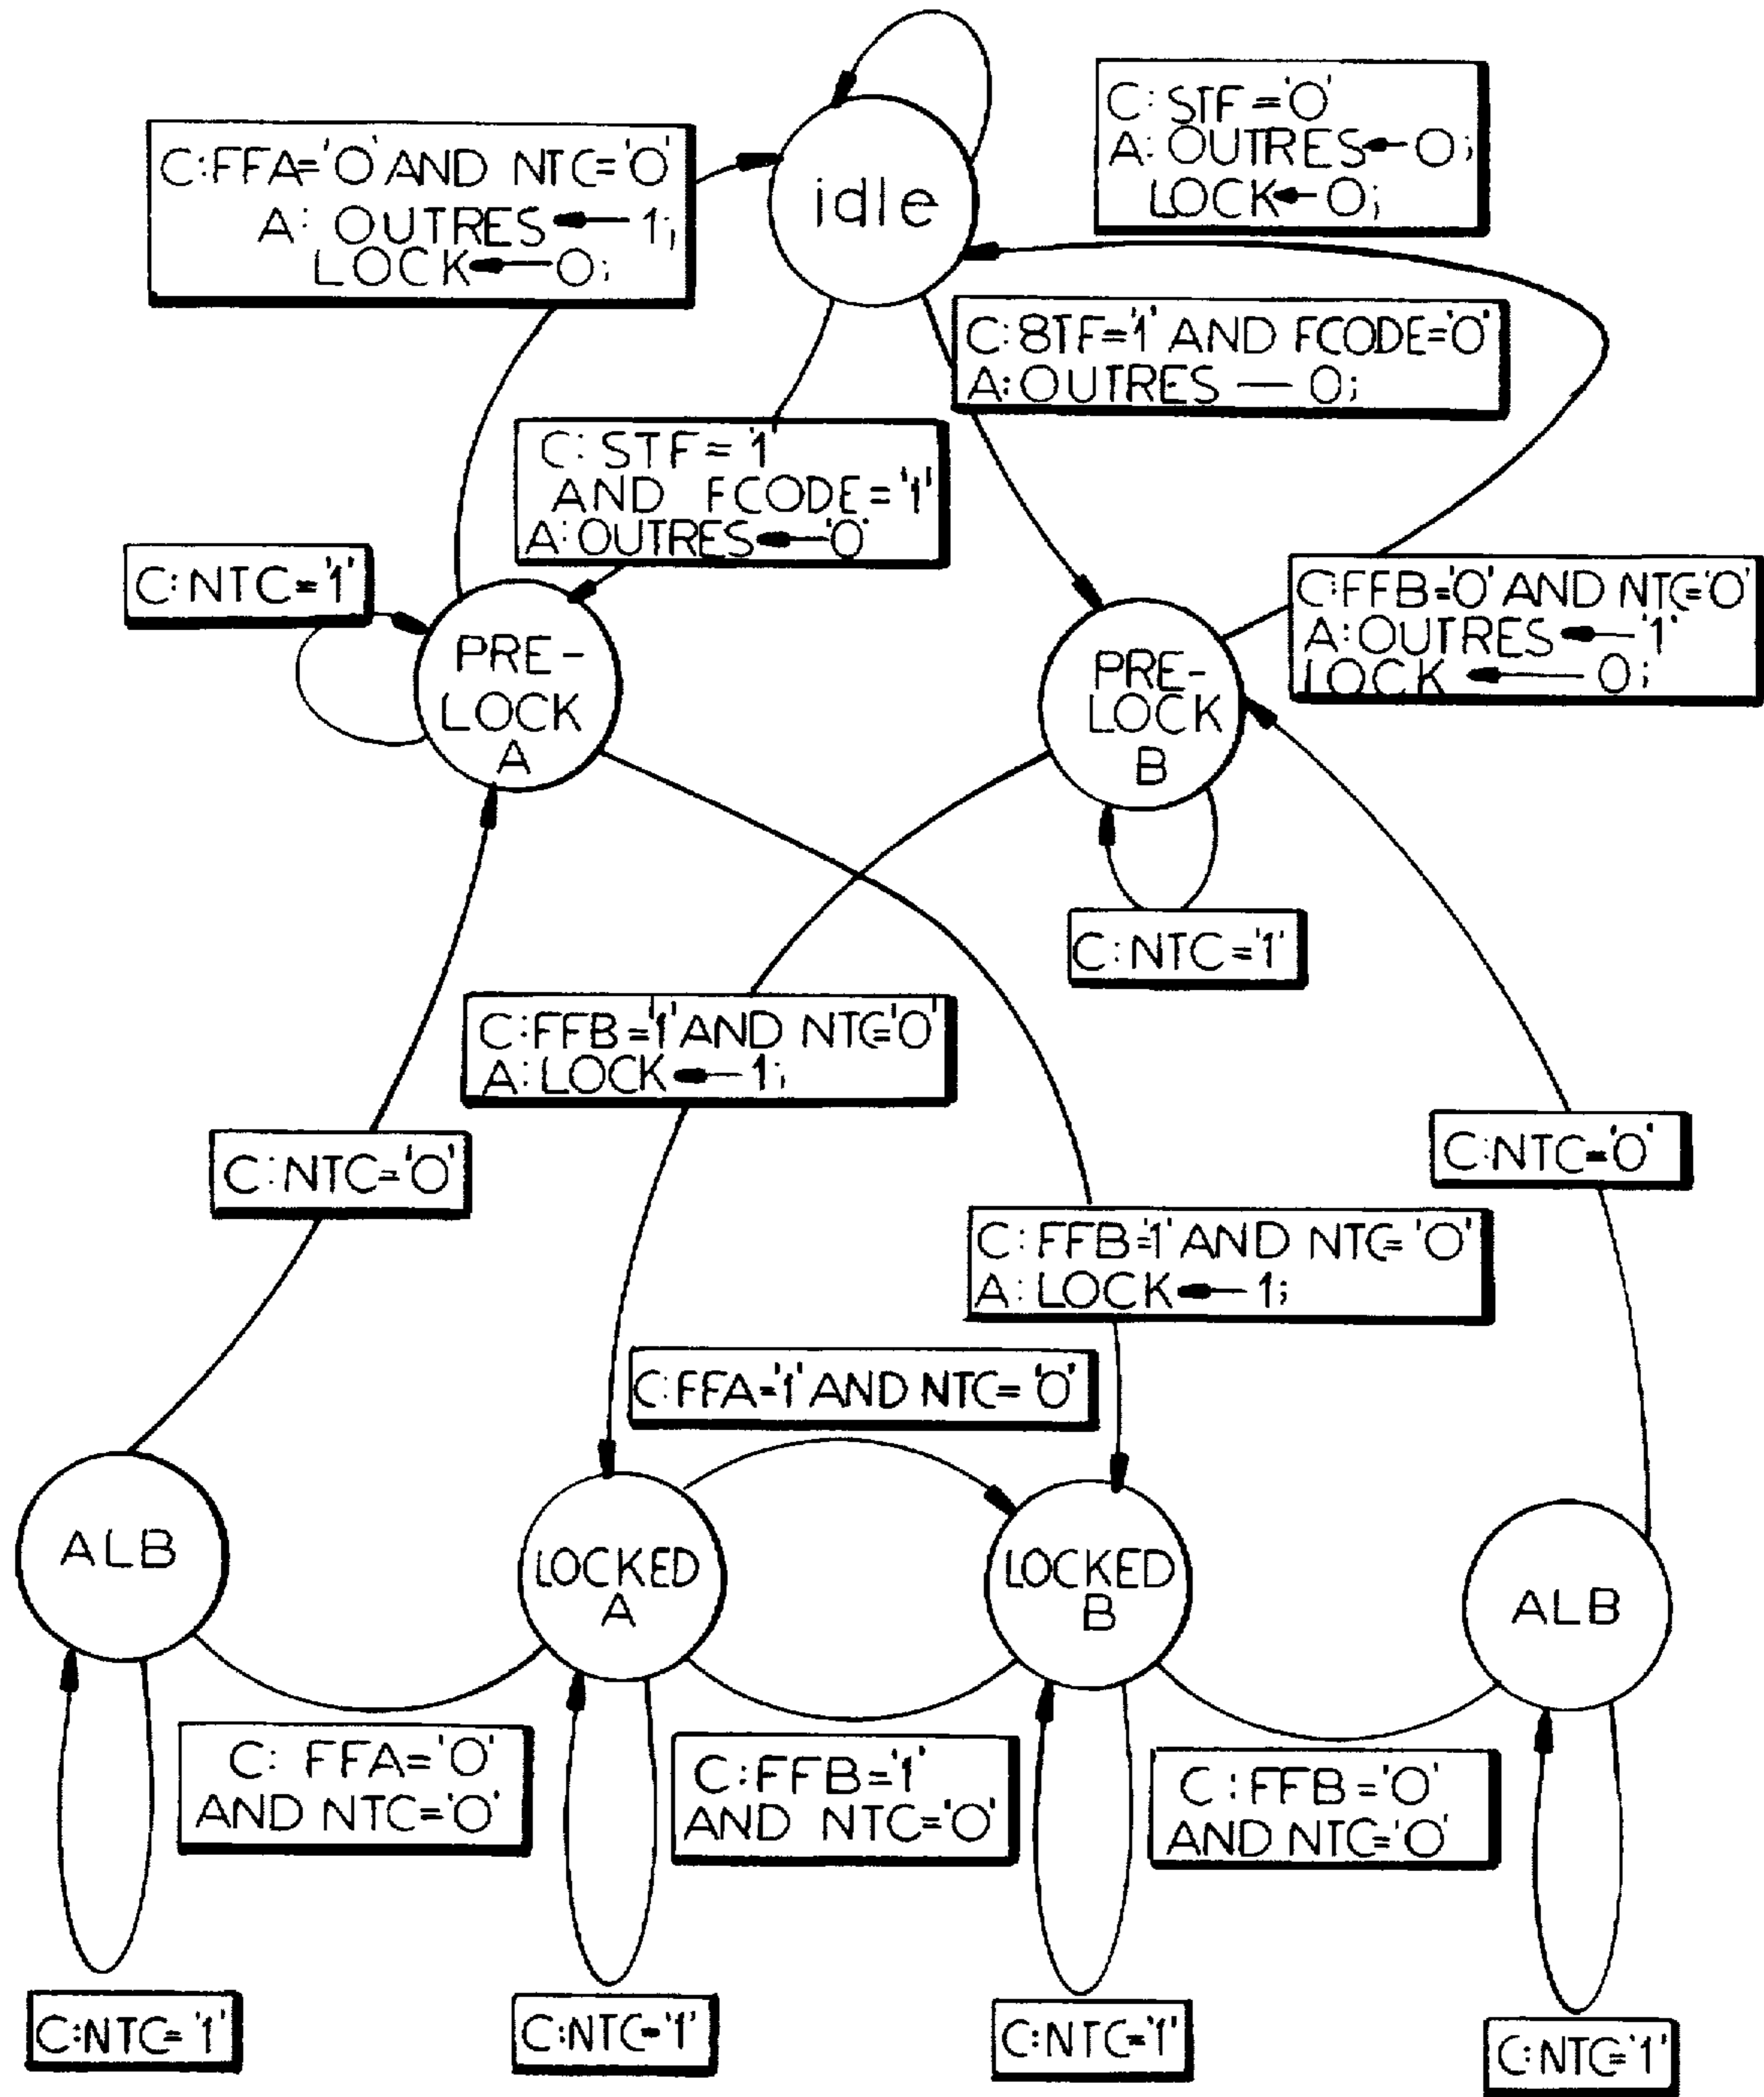 C:STF='0'
A:OUTRES←0;
LOCK←0;
C:FFA='0' AND NTC='0'
A: OUTRES←1;
LOCK←0;
idle
C:8TF='1' AND FCODE='0'
A:OUTRES — 0;
C:STF='1'
AND FCODE='1'
A:OUTRES←'0'
C:NTC='1'
C:FFB='0' AND NTC='0'
A:OUTRES←'1'
LOCK←0;
PRE-
LOCK
A
PRE-
LOCK
B
C:NTC='1'
C:FFB='1' AND NTC='0'
A:LOCK←1;
C:NTC='0'
C:NTC='0'
C:FFB='1' AND NTC='0'
A:LOCK←1;
C:FFA='1' AND NTC='0'
ALB
LOCKED
A
LOCKED
B
ALB
C: FFA='0'
AND NTC='0'
C:FFB='1'
AND NTC='0'
C:FFB='0'
AND NTC='0'
C:NTC='1'
C:NTC='1'
C:NTC='1'
C:NTC='1'